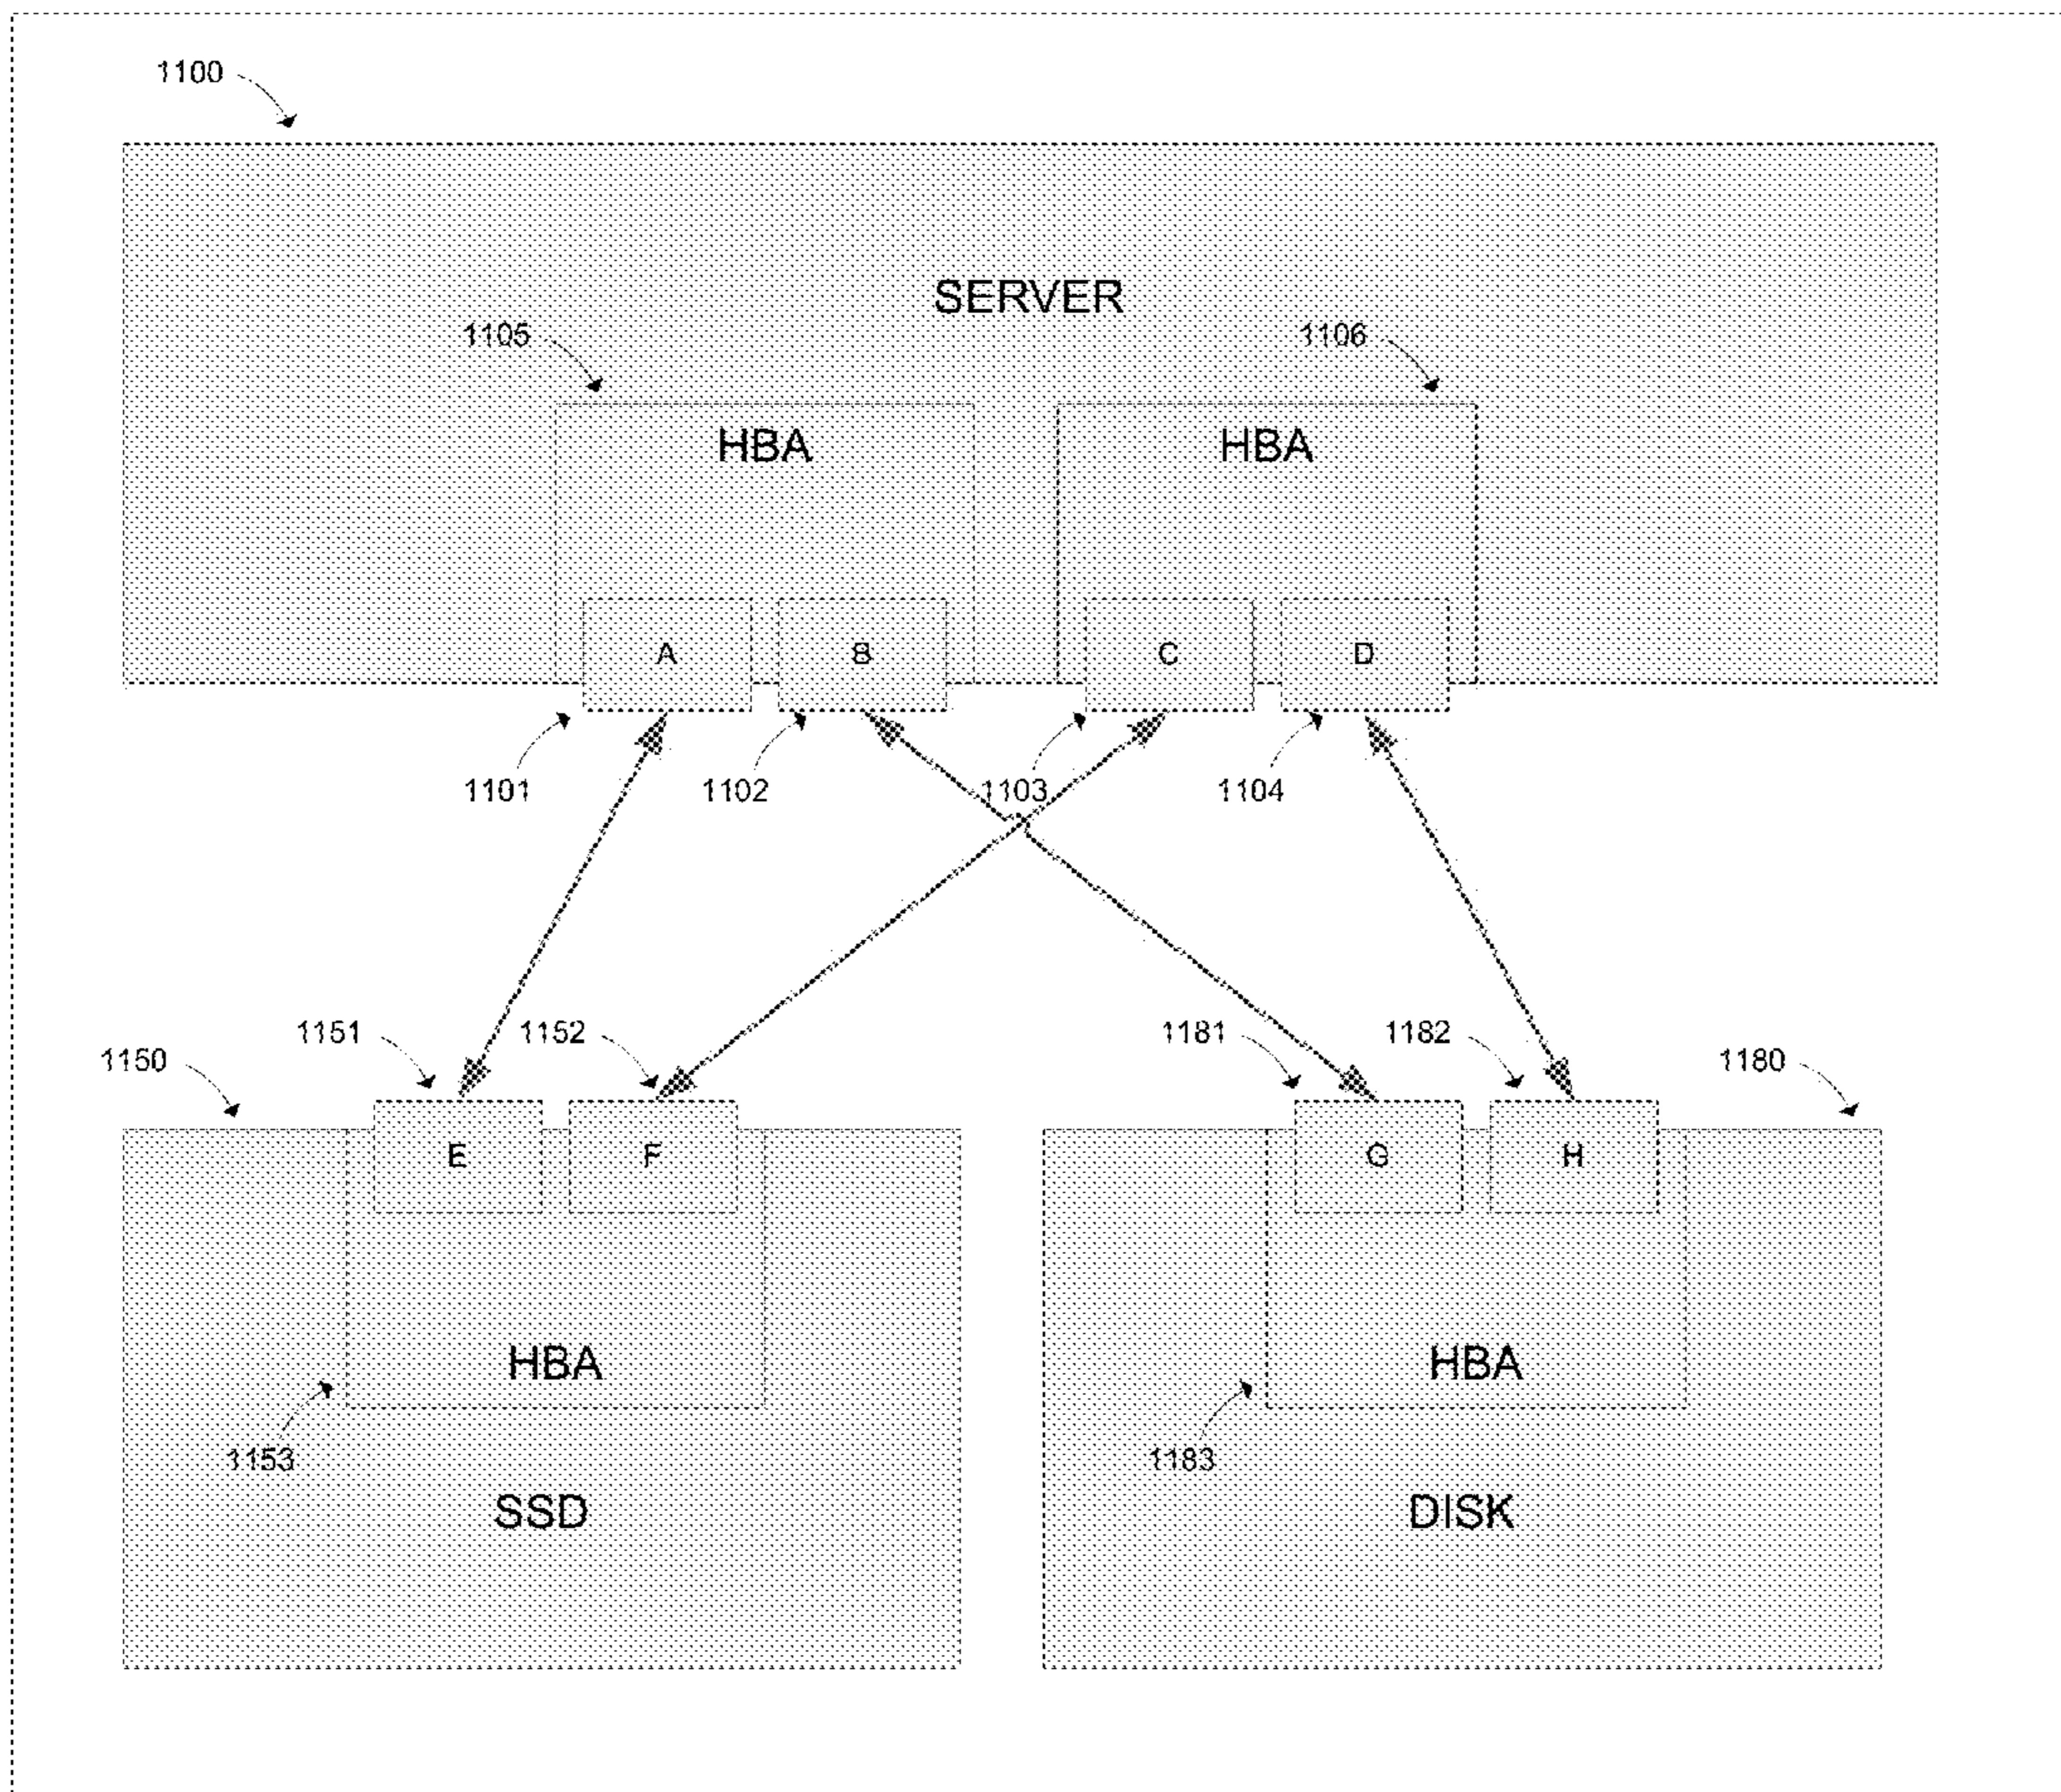 1100
SERVER
1105
1106
HBA
HBA
A
B
C
D
1101
1102
1103
1104
1151
1152
1181
1182
1150
1180
E
F
G
H
HBA
HBA
1153
1183
SSD
DISK